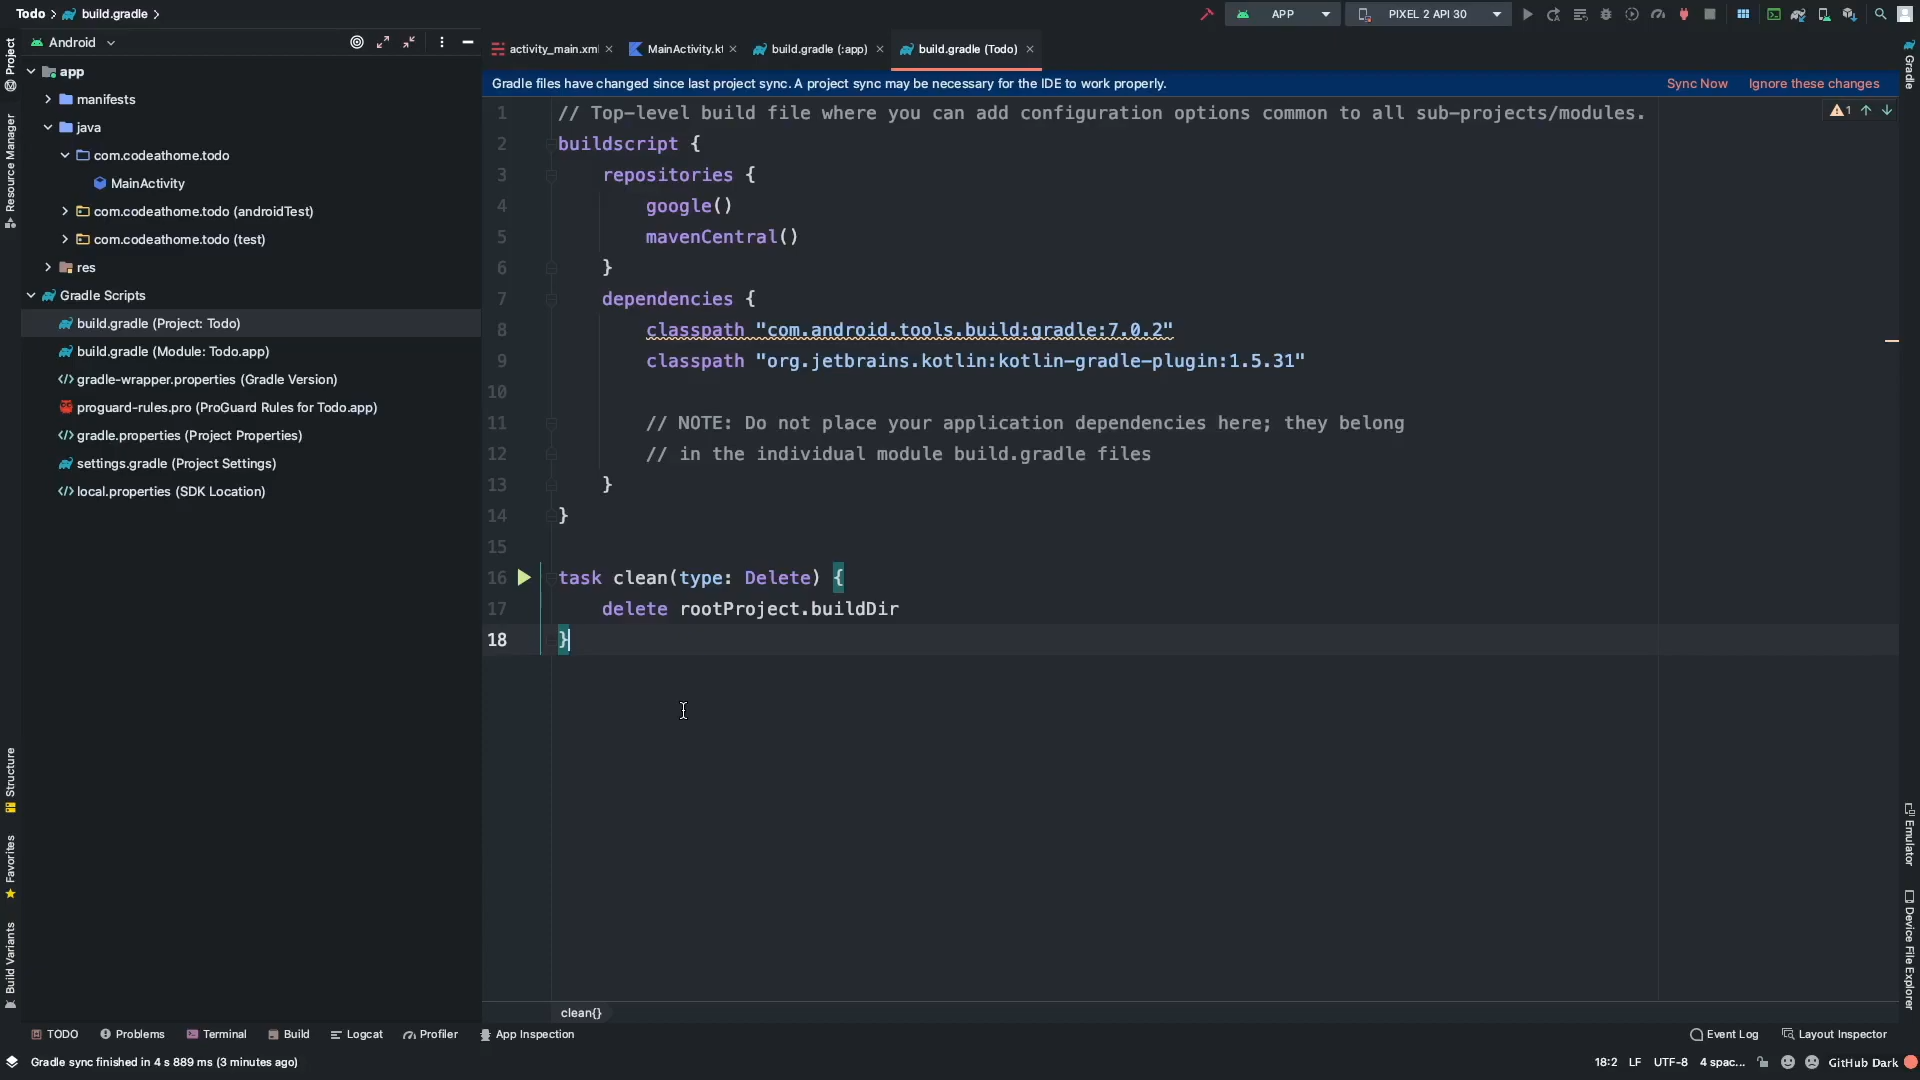 Todo
build.gradle
APP
PIXEL 2 API 30
Android
activity_main.xml
MainActivity.kt
build.gradle (:app)
build.gradle (Todo)
Project
Resource Manager
Structure
Favorites
Build Variants
app
manifests
java
com.codeathome.todo
MainActivity
com.codeathome.todo (androidTest)
com.codeathome.todo (test)
res
Gradle Scripts
build.gradle (Project: Todo)
build.gradle (Module: Todo.app)
gradle-wrapper.properties (Gradle Version)
proguard-rules.pro (ProGuard Rules for Todo.app)
gradle.properties (Project Properties)
settings.gradle (Project Settings)
local.properties (SDK Location)
Gradle files have changed since last project sync. A project sync may be necessary for the IDE to work properly.
Sync Now
Ignore these changes
1
1 // Top-level build file where you can add configuration options common to all sub-projects/modules.
2 buildscript {
3 repositories {
4 google()
5 mavenCentral()
6 }
7 dependencies {
8 classpath "com.android.tools.build:gradle:7.0.2"
9 classpath "org.jetbrains.kotlin:kotlin-gradle-plugin:1.5.31"
10
11 // NOTE: Do not place your application dependencies here; they belong
12 // in the individual module build.gradle files
13 }
14 }
15
16 task clean(type: Delete) {
17 delete rootProject.buildDir
18 }
clean{}
Gradle
Emulator
Device File Explorer
TODO
Problems
Terminal
Build
Logcat
Profiler
App Inspection
Event Log
Layout Inspector
Gradle sync finished in 4 s 889 ms (3 minutes ago)
18:2
LF
UTF-8
4 spac...
GitHub Dark